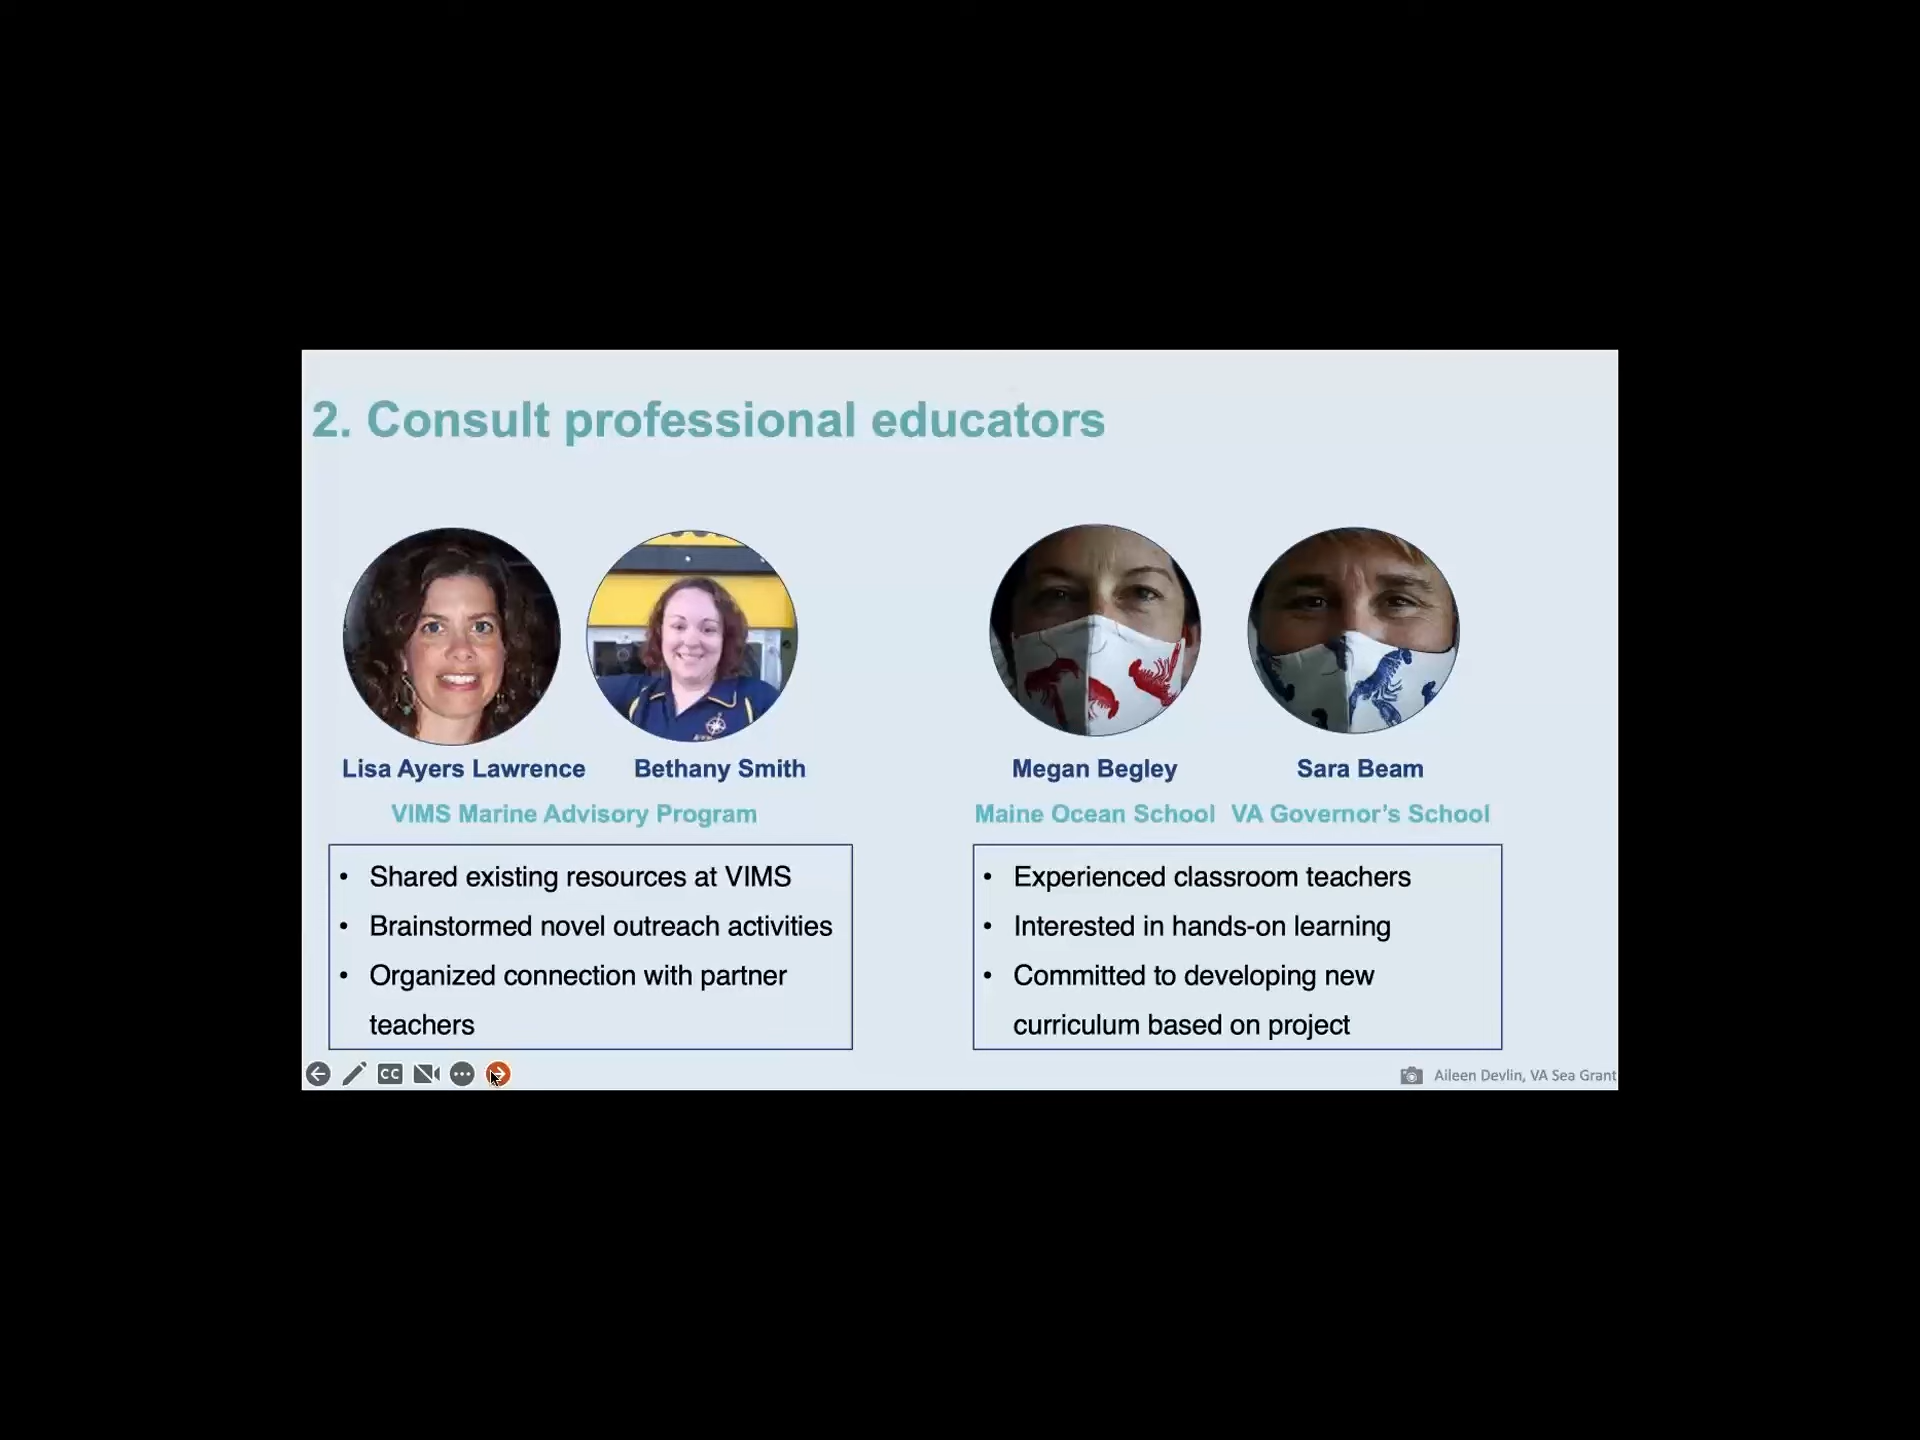 2. Consult professional educators
Lisa Ayers Lawrence
Bethany Smith
VIMS Marine Advisory Program
• Shared existing resources at VIMS
• Brainstormed novel outreach activities
• Organized connection with partner
teachers
Megan Begley
Sara Beam
Maine Ocean School
VA Governor’s School
• Experienced classroom teachers
• Interested in hands-on learning
• Committed to developing new
curriculum based on project
CC
Aileen Devlin, VA Sea Grant